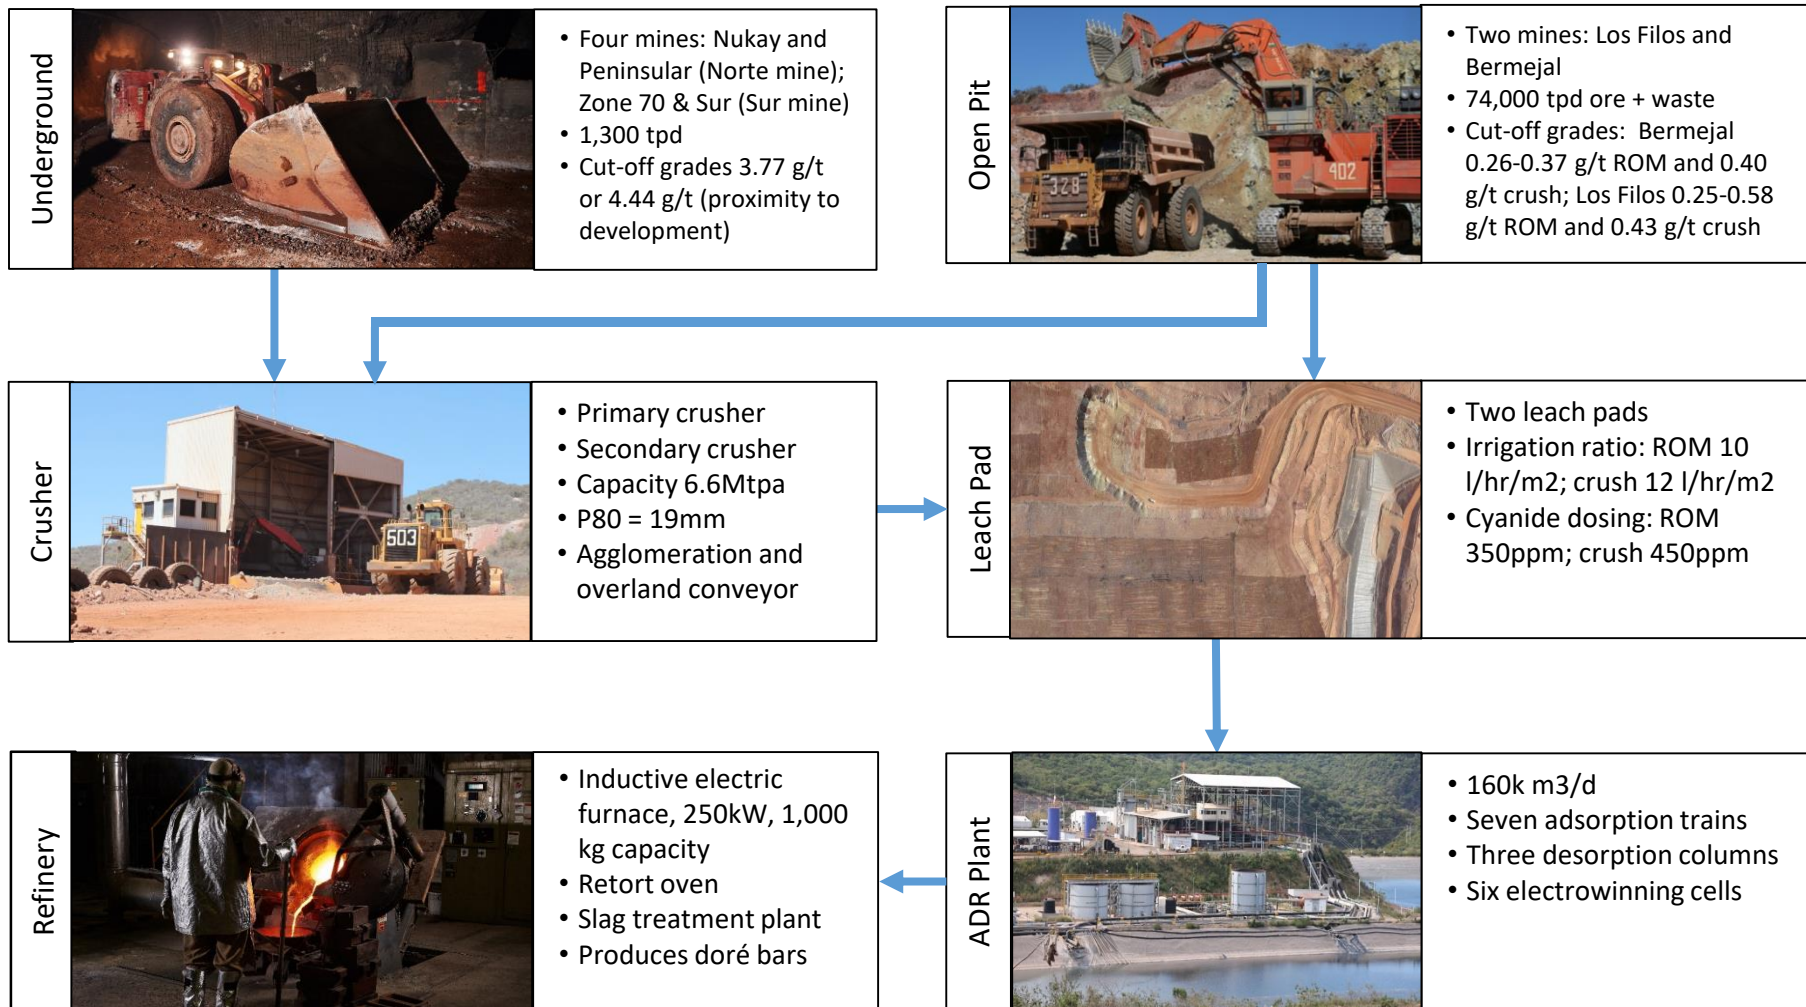 Underground
• Four mines: Nukay and
Peninsular (Norte mine);
Zone 70 & Sur (Sur mine)
• 1,300 tpd
• Cut-off grades 3.77 g/t
or 4.44 g/t (proximity to
development)
Open Pit
328
402
• Two mines: Los Filos and
Bermejal
• 74,000 tpd ore + waste
• Cut-off grades:  Bermejal
0.26-0.37 g/t ROM and 0.40
g/t crush; Los Filos 0.25-0.58
g/t ROM and 0.43 g/t crush
Crusher
503
• Primary crusher
• Secondary crusher
• Capacity 6.6Mtpa
• P80 = 19mm
• Agglomeration and
overland conveyor
Leach Pad
• Two leach pads
• Irrigation ratio: ROM 10
l/hr/m2; crush 12 l/hr/m2
• Cyanide dosing: ROM
350ppm; crush 450ppm
Refinery
• Inductive electric
furnace, 250kW, 1,000
kg capacity
• Retort oven
• Slag treatment plant
• Produces doré bars
ADR Plant
• 160k m3/d
• Seven adsorption trains
• Three desorption columns
• Six electrowinning cells